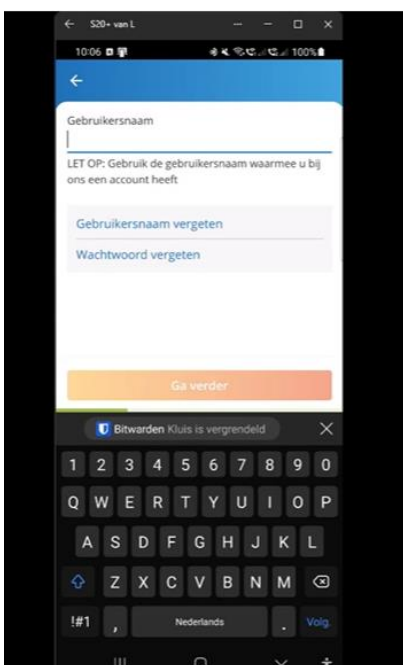 S20+ van L
10:06 100%
Gebruikersnaam
LET OP: Gebruik de gebruikersnaam waarmee u bij
ons een account heeft
Gebruikersnaam vergeten
Wachtwoord vergeten
Ga verder
Bitwarden Kluis is vergrendeld
1 2 3 4 5 6 7 8 9 0
Q W E R T Y U I O P
A S D F G H J K L
Z X C V B N M
!#1 , Nederlands . Volg.